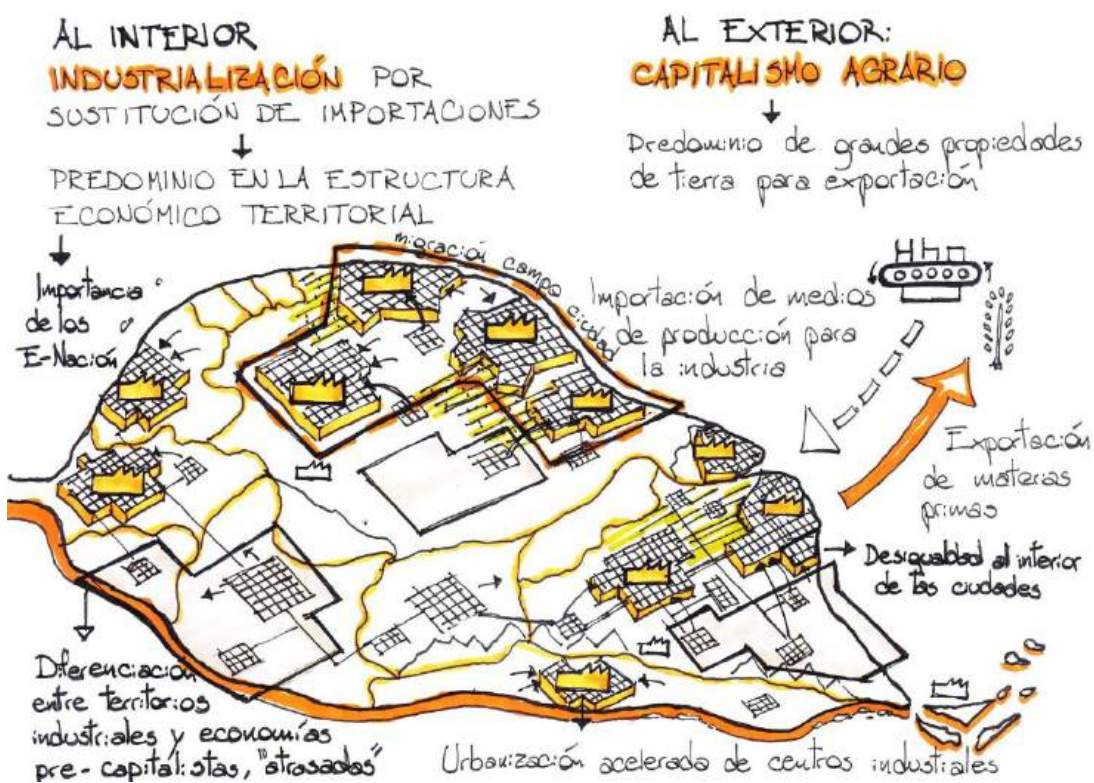 AL INTERIOR
INDUSTRIALIZACIÓN POR
SUSTITUCIÓN DE IMPORTACIONES
PREDOMINIO EN LA ESTRUCTURA
ECONÓMICO TERRITORIAL
Importancia
de los
E-Nación
migración campo ciudad
AL EXTERIOR:
CAPITALISMO AGRARIO
Predominio de grandes propiedades
de tierra para exportación
Importación de medios
de producción para
la industria
Exportación
de materias
primas
Desigualdad al interior
de las ciudades
Diferenciación
entre territorios
industriales y economías
pre-capitalistas, "atrasadas"
Urbanización acelerada de centros industriales